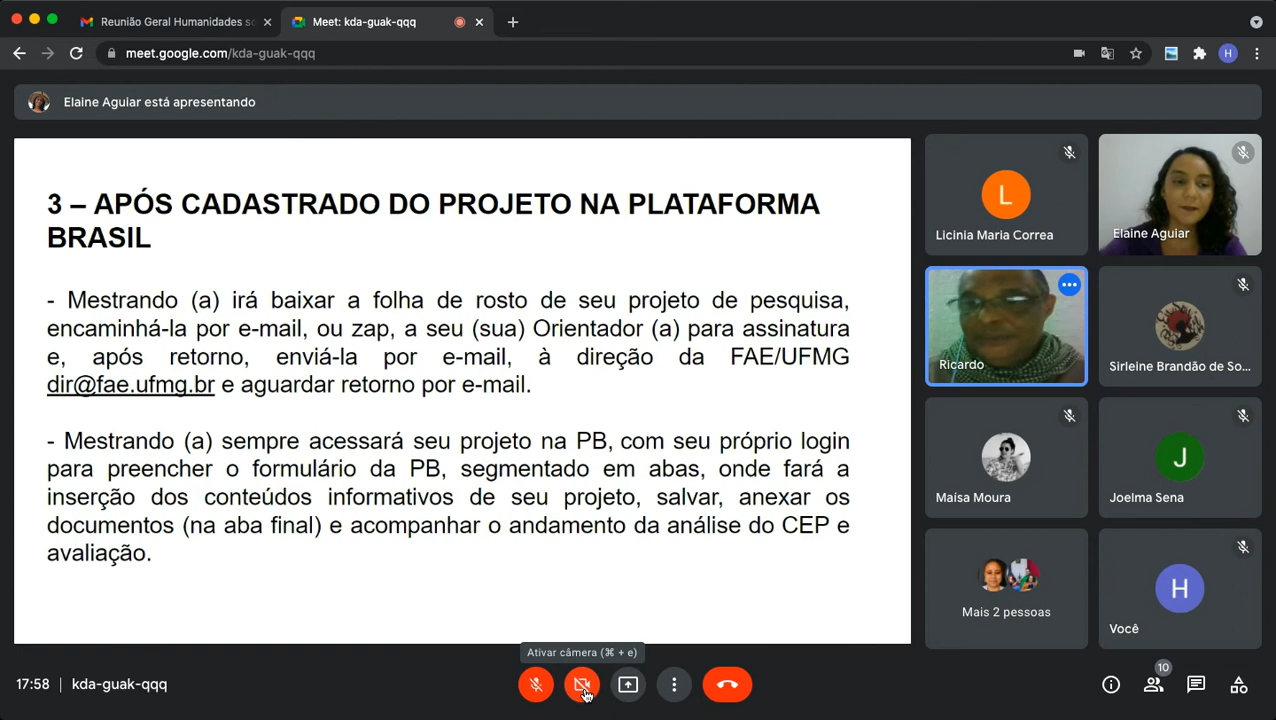 Reunião Geral Humanidades so
Meet: kda-guak-qqq
meet.google.com/kda-guak-qqq
H
Elaine Aguiar está apresentando
3 – APÓS CADASTRADO DO PROJETO NA PLATAFORMA
BRASIL
- Mestrando (a) irá baixar a folha de rosto de seu projeto de pesquisa,
encaminhá-la por e-mail, ou zap, a seu (sua) Orientador (a) para assinatura
e, após retorno, enviá-la por e-mail, à direção da FAE/UFMG
dir@fae.ufmg.br e aguardar retorno por e-mail.
- Mestrando (a) sempre acessará seu projeto na PB, com seu próprio login
para preencher o formulário da PB, segmentado em abas, onde fará a
inserção dos conteúdos informativos de seu projeto, salvar, anexar os
documentos (na aba final) e acompanhar o andamento da análise do CEP e
avaliação.
L
Licinia Maria Correa
Elaine Aguiar
Ricardo
Sirleine Brandão de So...
Maísa Moura
J
Joelma Sena
Mais 2 pessoas
H
Você
Ativar câmera (⌘ + e)
17:58 | kda-guak-qqq
10